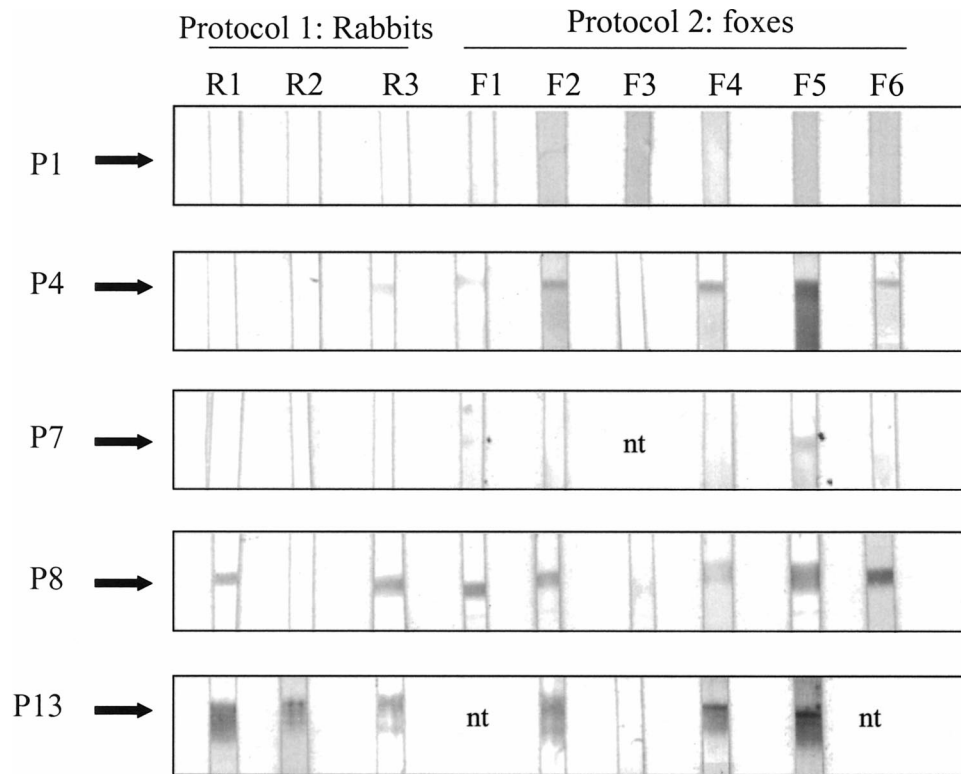 Protocol 1: Rabbits Protocol 2: foxes
R1 R2 R3 F1 F2 F3 F4 F5 F6
P1
P4
P7 nt
P8
P13 nt nt